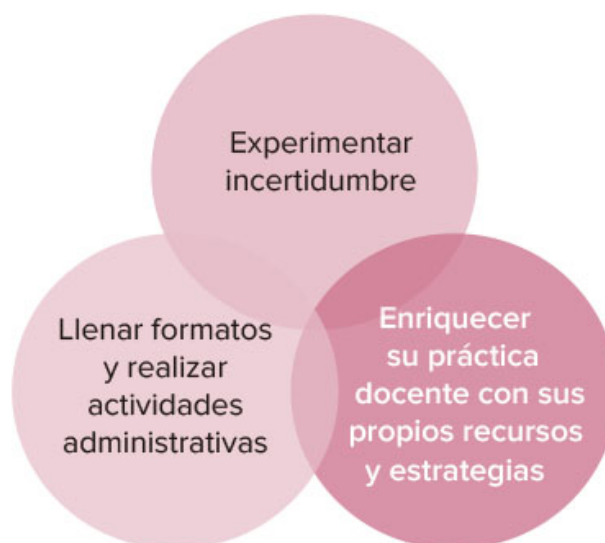 Experimentar
incertidumbre
Llenar formatos
y realizar
actividades
administrativas
Enriquecer
su práctica
docente con sus
propios recursos
y estrategias